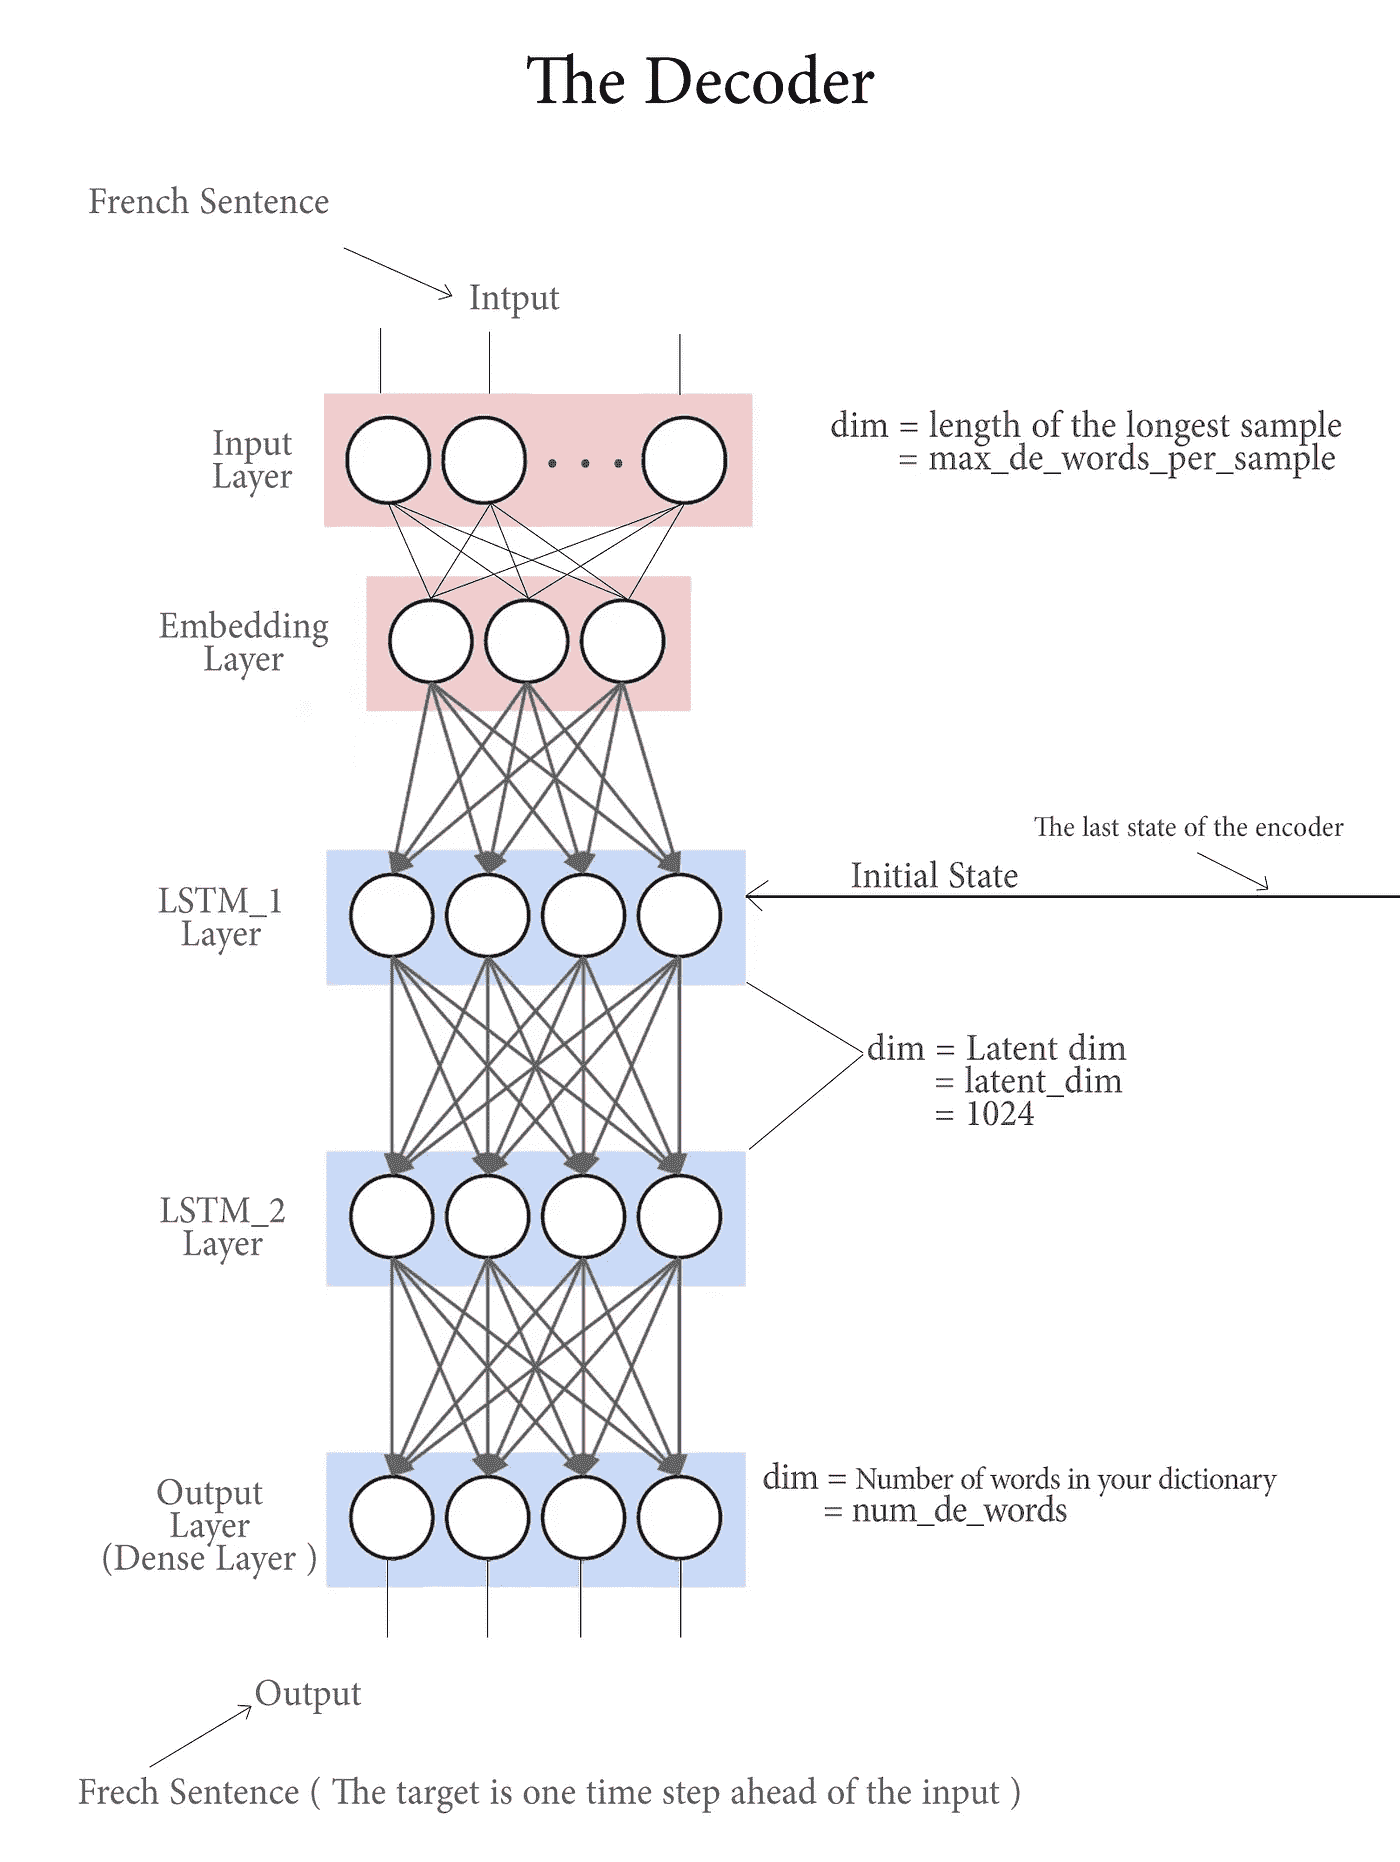 The Decoder
French Sentence
Intput
Input
Layer
dim = length of the longest sample
= max_de_words_per_sample
Embedding
Layer
The last state of the encoder
Initial State
LSTM_1
Layer
dim = Latent dim
= latent_dim
= 1024
LSTM_2
Layer
Output
Layer
(Dense Layer )
dim = Number of words in your dictionary
= num_de_words
Output
Frech Sentence ( The target is one time step ahead of the input )